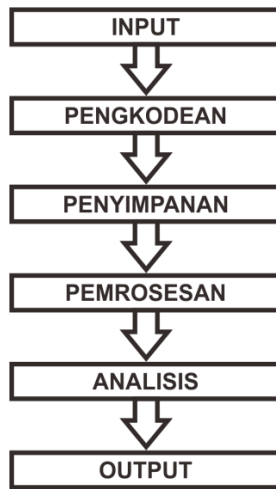 INPUT
PENGKODEAN
PENYIMPANAN
PEMROSESAN
ANALISIS
OUTPUT